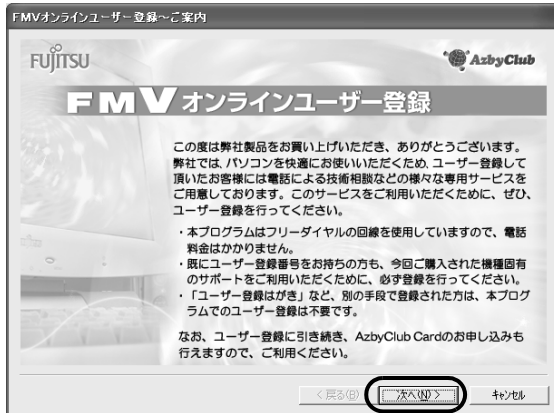 FMVオンラインユーザー登録～ご案内
FUJITSU
AzbyClub
FMVオンラインユーザー登録
この度は弊社製品をお買い上げいただき、ありがとうございます。
弊社では、パソコンを快適にお使いいただくため、ユーザー登録して
頂いたお客様には電話による技術相談などの様々な専用サービスを
ご用意しております。このサービスをご利用いただくために、ぜひ、
ユーザー登録を行ってください。
・本プログラムはフリーダイヤルの回線を使用していますので、電話
料金はかかりません。
・既にユーザー登録番号をお持ちの方も、今回ご購入された機種固有
のサポートをご利用いただくために、必ず登録を行ってください。
・「ユーザー登録はがき」など、別の手段で登録された方は、本プログ
ラムでのユーザー登録は不要です。
なお、ユーザー登録に引き続き、AzbyClub Cardのお申し込みも
行えますので、ご利用ください。
< 戻る(B) 次へ(N) > キャンセル